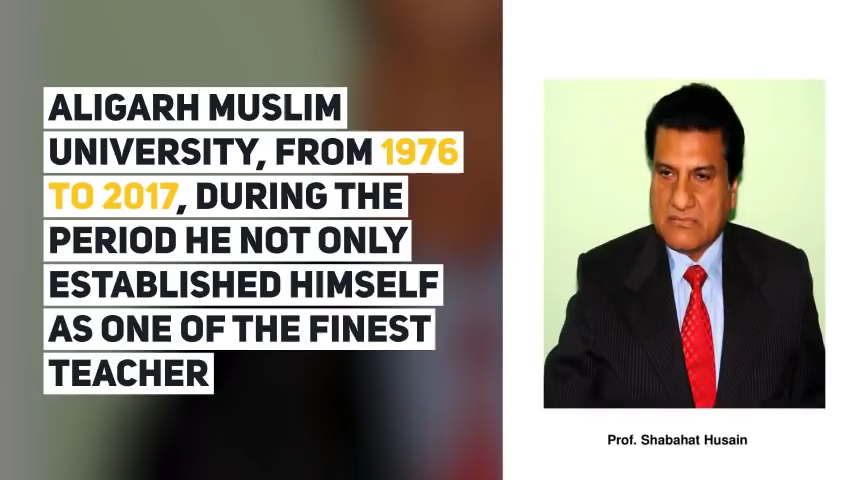 ALIGARH MUSLIM
UNIVERSITY, FROM 1976
TO 2017, DURING THE
PERIOD HE NOT ONLY
ESTABLISHED HIMSELF
AS ONE OF THE FINEST
TEACHER
Prof. Shabahat Husain